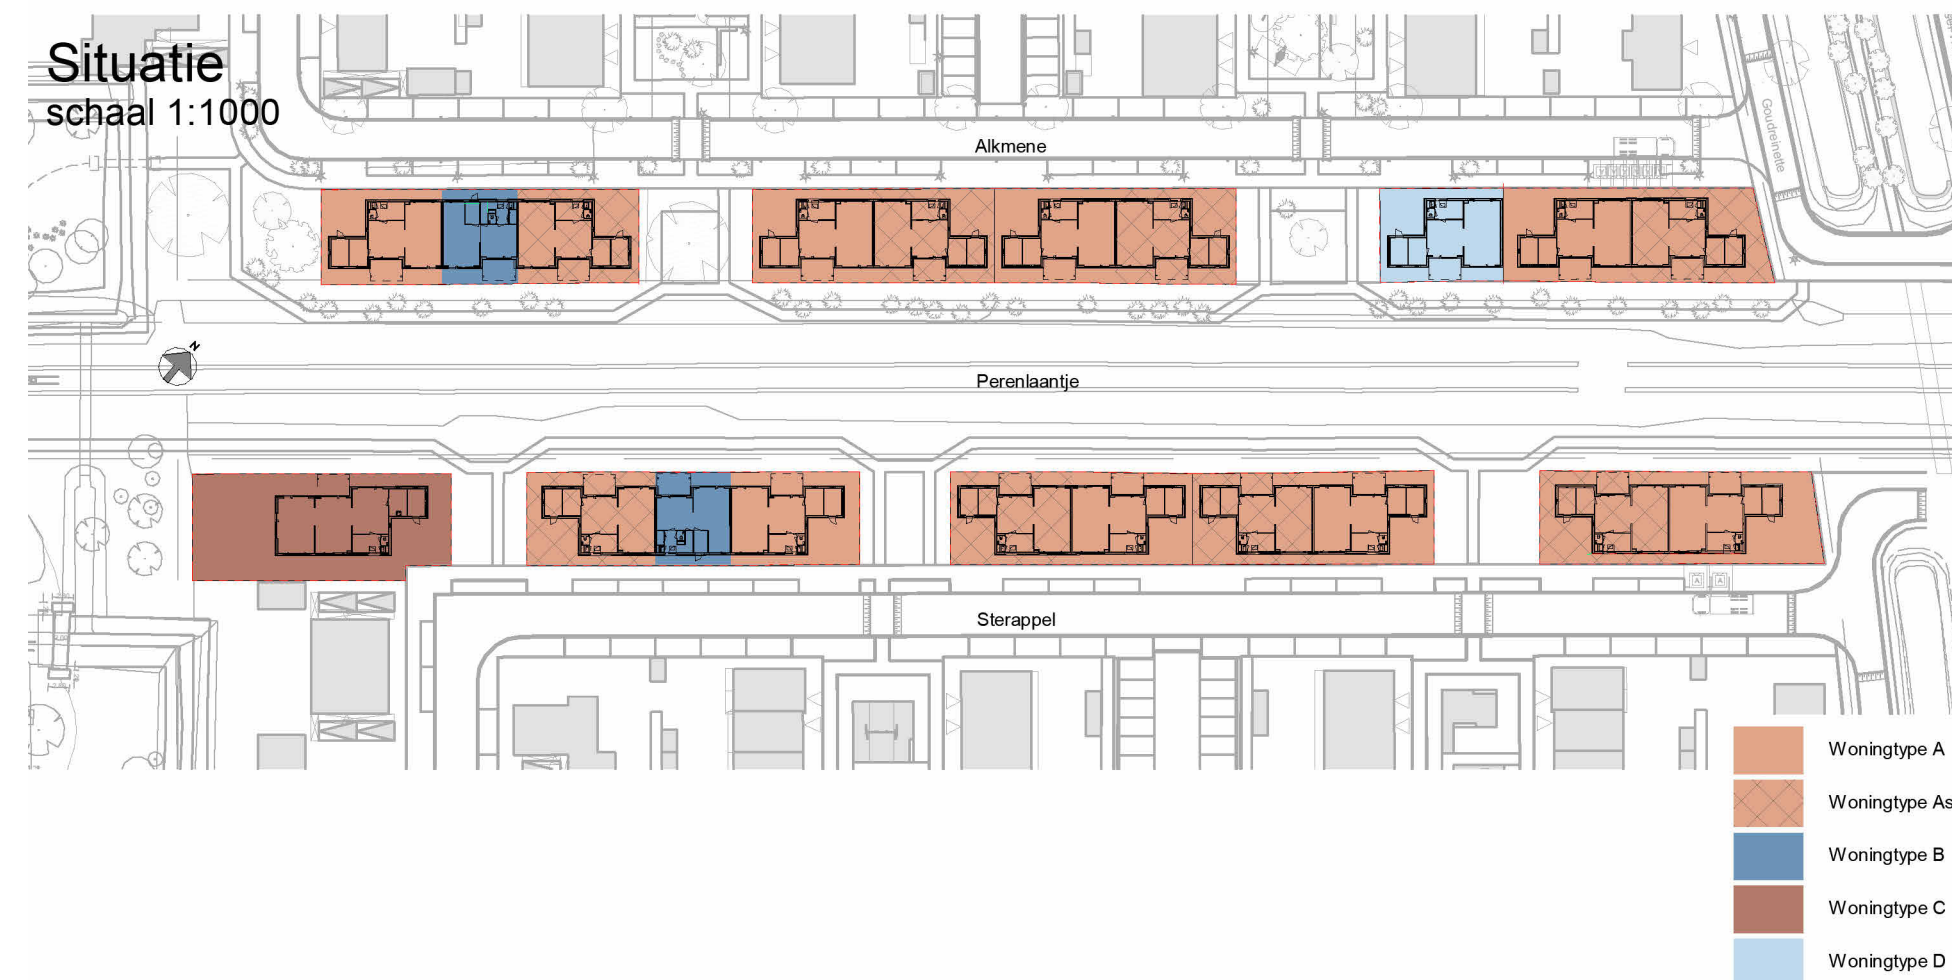 Situatie
schaal 1:1000
Goudreinette
Alkmene
N
Perenlaantje
Sterappel
A A
Woningtype A
Woningtype As
Woningtype B
Woningtype C
Woningtype D